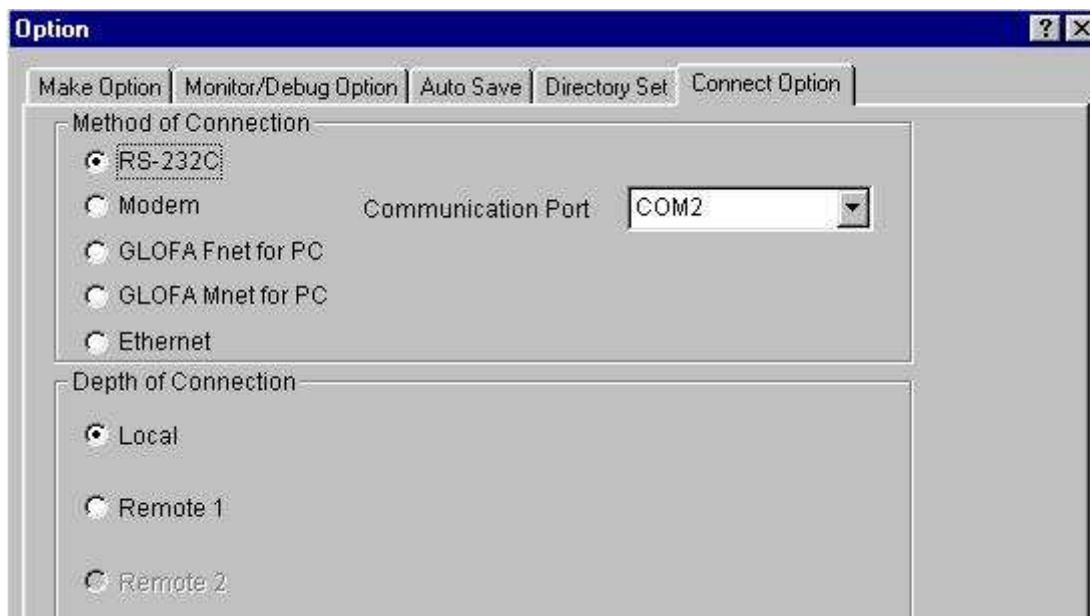 Option
Make Option Monitor/Debug Option Auto Save Directory Set Connect Option
Method of Connection
RS-232C
Modem Communication Port COM2
GLOFA Fnet for PC
GLOFA Mnet for PC
Ethernet
Depth of Connection
Local
Remote 1
Remote 2